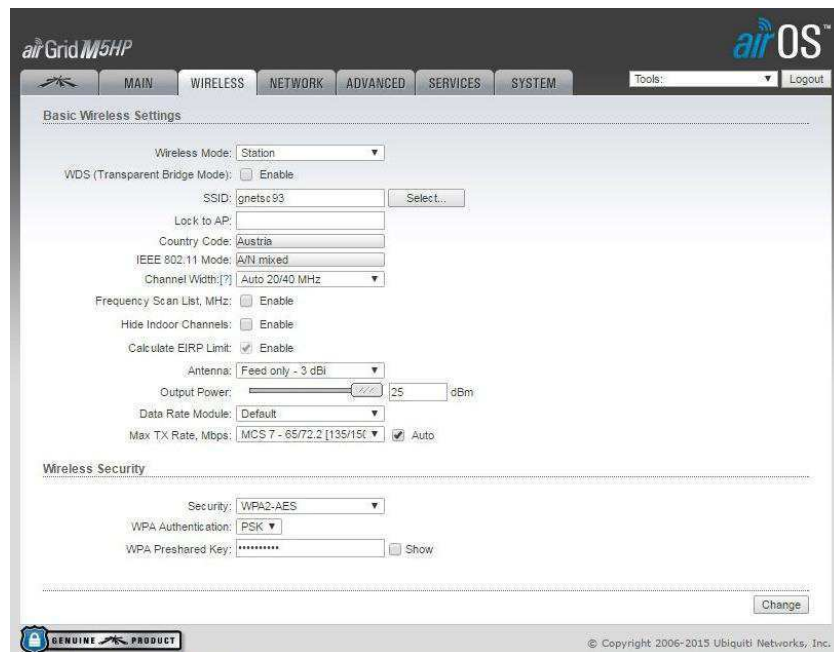 airGrid M5HP
airOS™
MAIN WIRELESS NETWORK ADVANCED SERVICES SYSTEM Tools: Logout
Basic Wireless Settings
Wireless Mode: Station
WDS (Transparent Bridge Mode): Enable
SSID: gnetsc93 Select...
Lock to AP:
Country Code: Austria
IEEE 802.11 Mode: A/N mixed
Channel Width:[?] Auto 20/40 MHz
Frequency Scan List, MHz: Enable
Hide Indoor Channels: Enable
Calculate EIRP Limit: Enable
Antenna: Feed only - 3 dBi
Output Power: 25 dBm
Data Rate Module: Default
Max TX Rate, Mbps: MCS 7 - 65/72.2 [135/150 Auto
Wireless Security
Security: WPA2-AES
WPA Authentication: PSK
WPA Preshared Key: •••••••••• Show
Change
GENUINE PRODUCT
© Copyright 2006-2015 Ubiquiti Networks, Inc.